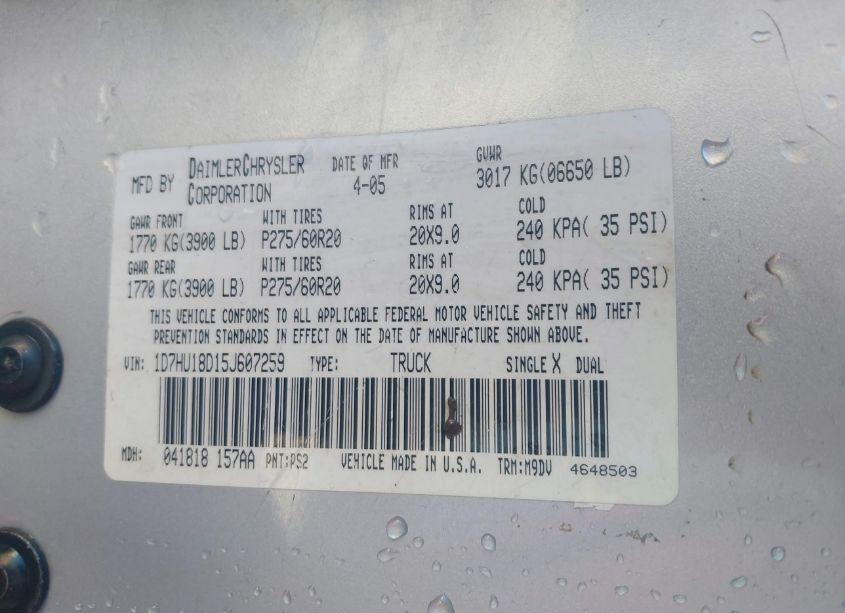 MFD BY DAIMLERCHRYSLER CORPORATION DATE OF MFR 4-05 GVWR 3017 KG(06650 LB)
GAWR FRONT WITH TIRES RIMS AT COLD
1770 KG(3900 LB) P275/60R20 20X9.0 240 KPA( 35 PSI)
GAWR REAR WITH TIRES RIMS AT COLD
1770 KG(3900 LB) P275/60R20 20X9.0 240 KPA( 35 PSI)
THIS VEHICLE CONFORMS TO ALL APPLICABLE FEDERAL MOTOR VEHICLE SAFETY AND THEFT
PREVENTION STANDARDS IN EFFECT ON THE DATE OF MANUFACTURE SHOWN ABOVE.
VIN: 1D7HU18D15J607259 TYPE: TRUCK SINGLE X DUAL
MDH: 041818 157AA PNT:PS2 VEHICLE MADE IN U.S.A. TRM:M9DV 4648503